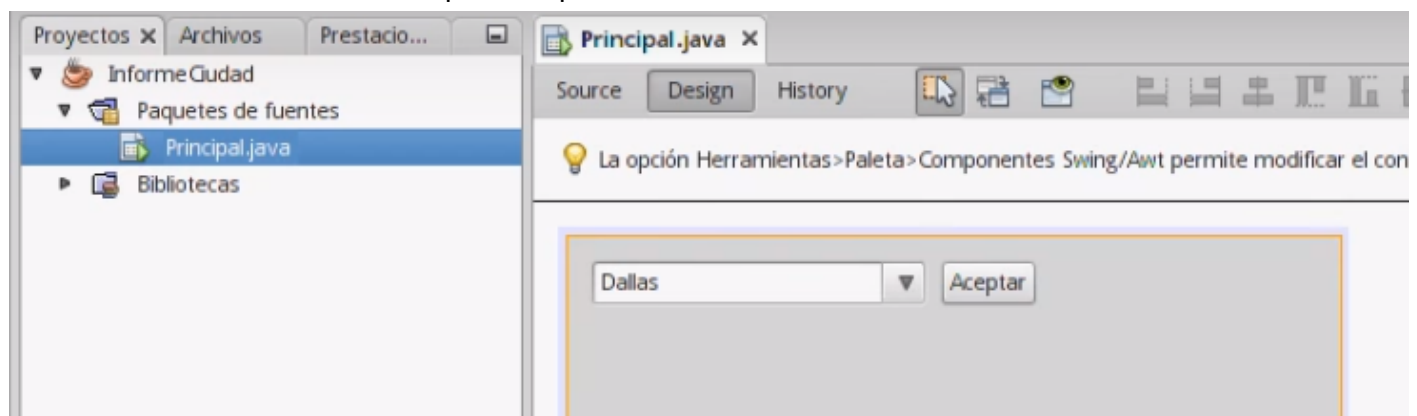 Proyectos Archivos Prestacio...
InformeCiudad
Paquetes de fuentes
Principal.java
Bibliotecas
Principal.java
Source Design History
La opción Herramientas>Paleta>Componentes Swing/Awt permite modificar el con
Dallas Aceptar